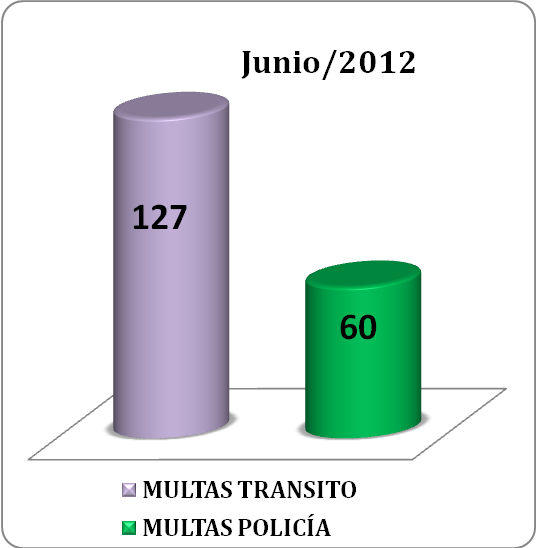 Junio/2012
127
60
MULTAS TRANSITO
MULTAS POLICÍA